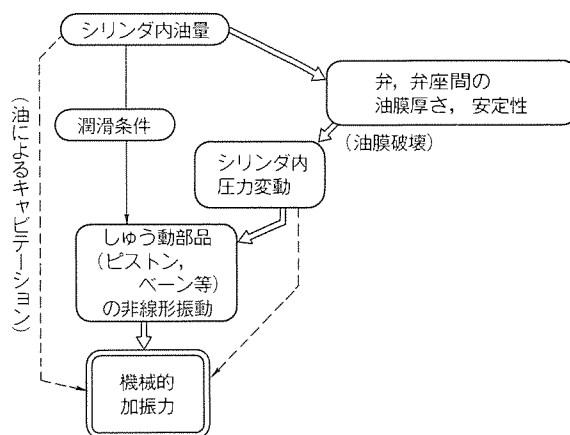 シリンダ内油量
弁，弁座間の
油膜厚さ，安定性
(油膜破壊)
潤滑条件
シリンダ内
圧力変動
(油によるキャビテーション)
しゅう動部品
(ピストン，
ベーン等)
の非線形振動
機械的
加振力